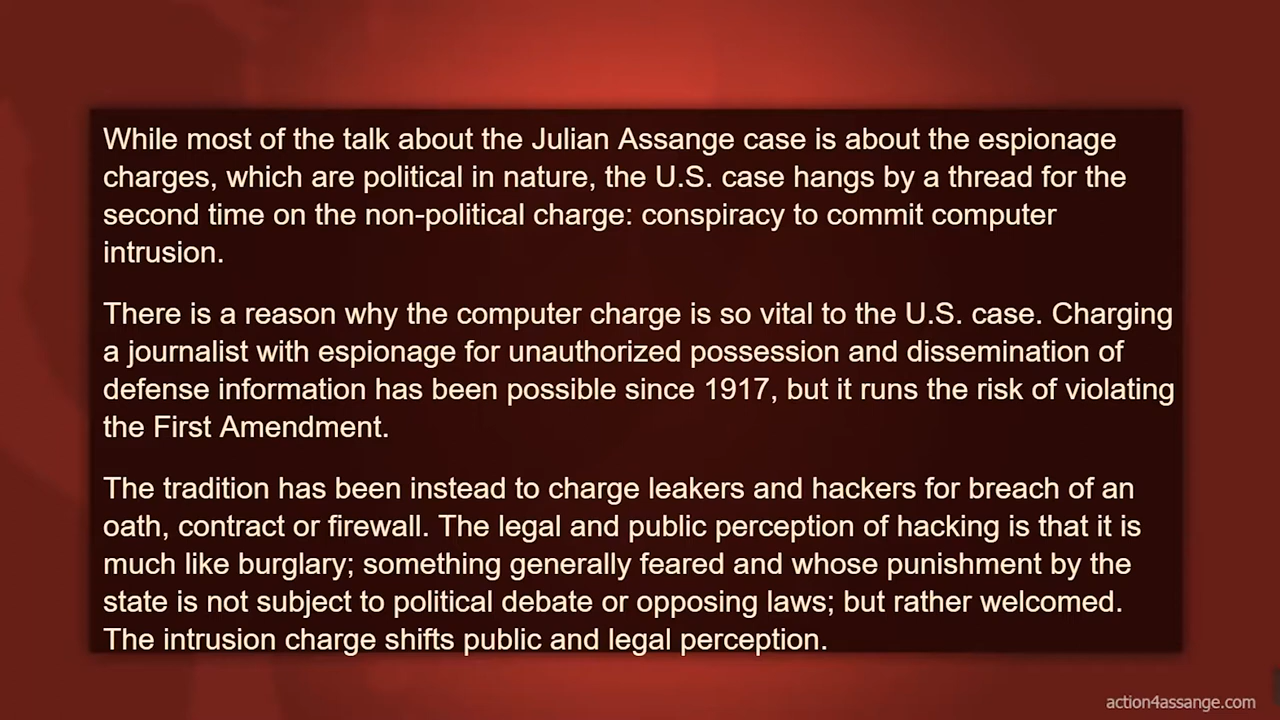 While most of the talk about the Julian Assange case is about the espionage
charges, which are political in nature, the U.S. case hangs by a thread for the
second time on the non-political charge: conspiracy to commit computer
intrusion.
There is a reason why the computer charge is so vital to the U.S. case. Charging
a journalist with espionage for unauthorized possession and dissemination of
defense information has been possible since 1917, but it runs the risk of violating
the First Amendment.
The tradition has been instead to charge leakers and hackers for breach of an
oath, contract or firewall. The legal and public perception of hacking is that it is
much like burglary; something generally feared and whose punishment by the
state is not subject to political debate or opposing laws; but rather welcomed.
The intrusion charge shifts public and legal perception.
action4assange.com